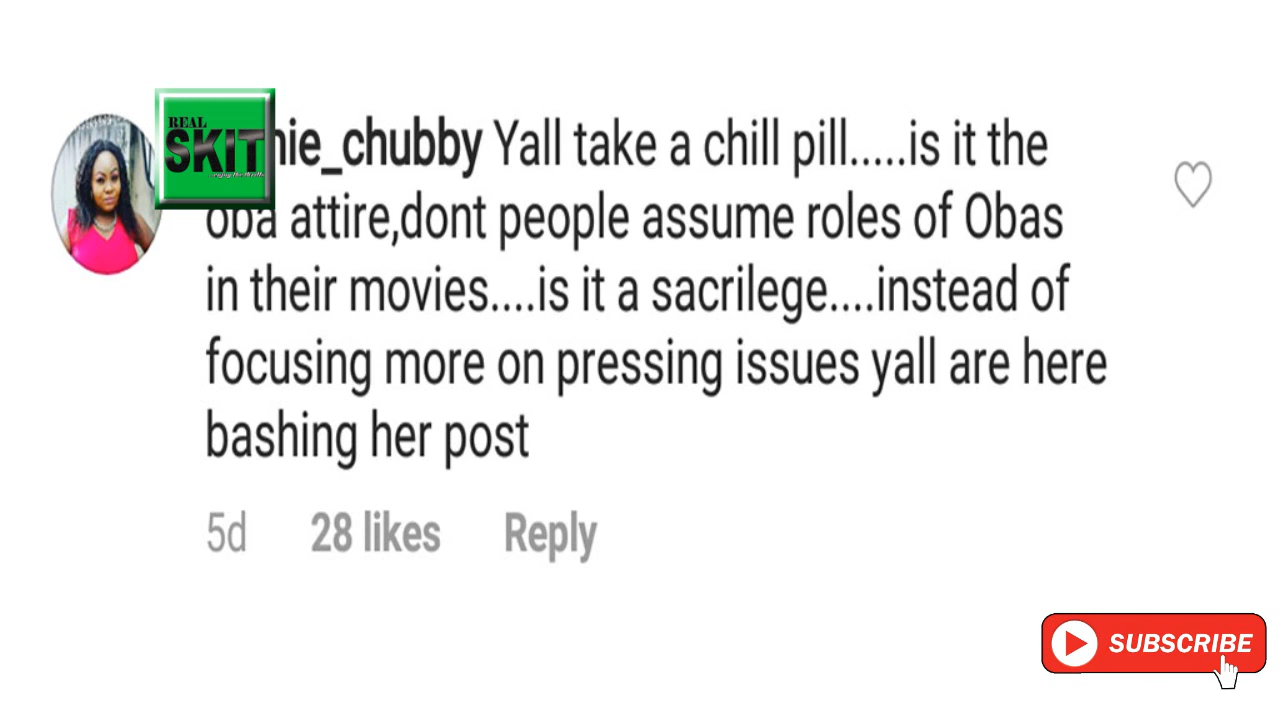 REAL
SKIT
hie_chubby Yall take a chill pill.....is it the
oba attire,dont people assume roles of Obas
in their movies....is it a sacrilege....instead of
focusing more on pressing issues yall are here
bashing her post
5d 28 likes Reply
SUBSCRIBE